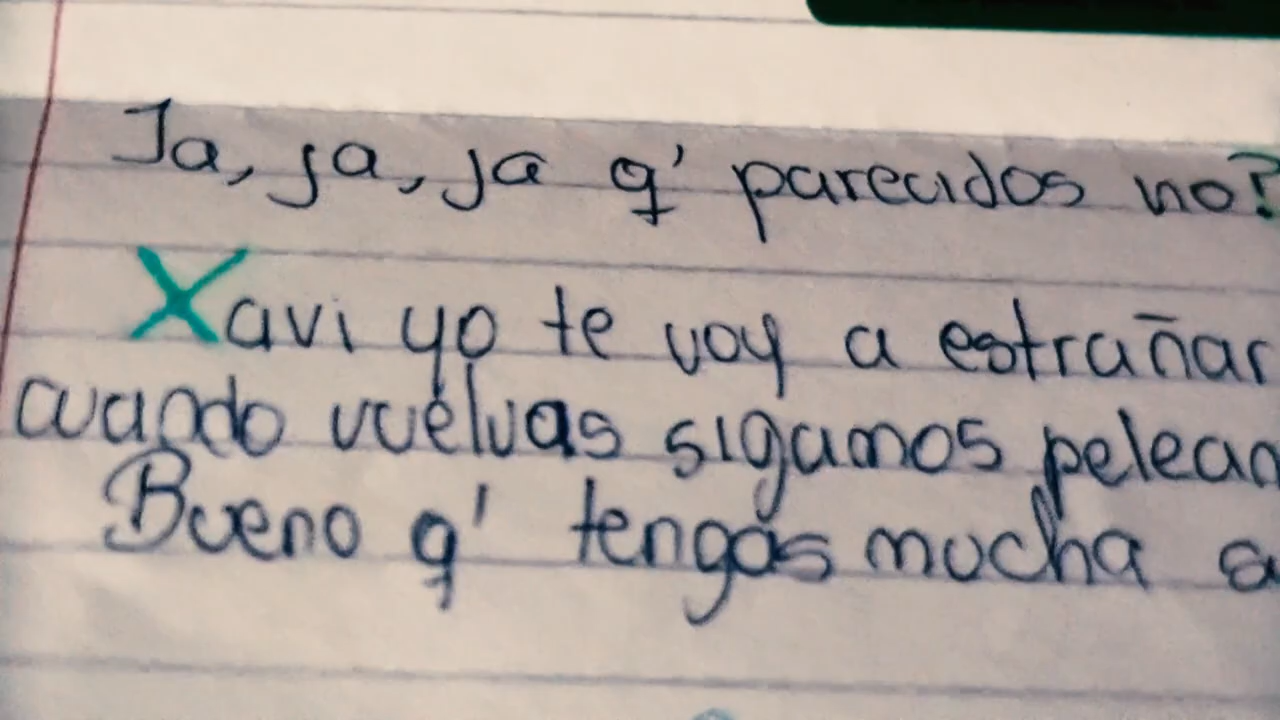 Ja, ja, ja q' parecidos no?
Xavi yo te voy a estrañar
cuando vuelvas sigamos pelean
Bueno q' tengas mucha